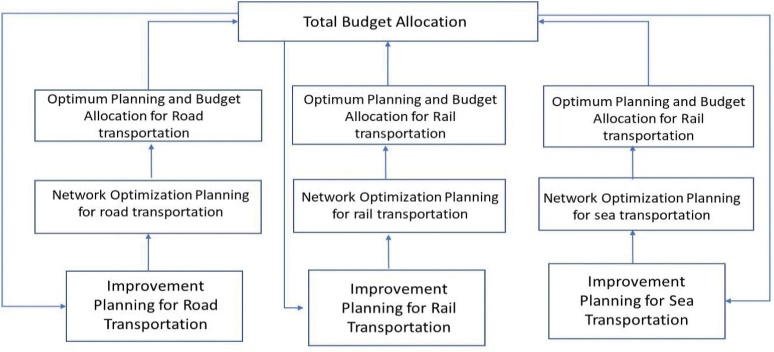 Total Budget Allocation
Optimum Planning and Budget
Allocation for Road
transportation
Optimum Planning and Budget
Allocation for Rail
transportation
Optimum Planning and Budget
Allocation for Rail
transportation
Network Optimization Planning
for road transportation
Network Optimization Planning
for rail transportation
Network Optimization Planning
for sea transportation
Improvement
Planning for Road
Transportation
Improvement
Planning for Rail
Transportation
Improvement
Planning for Sea
Transportation